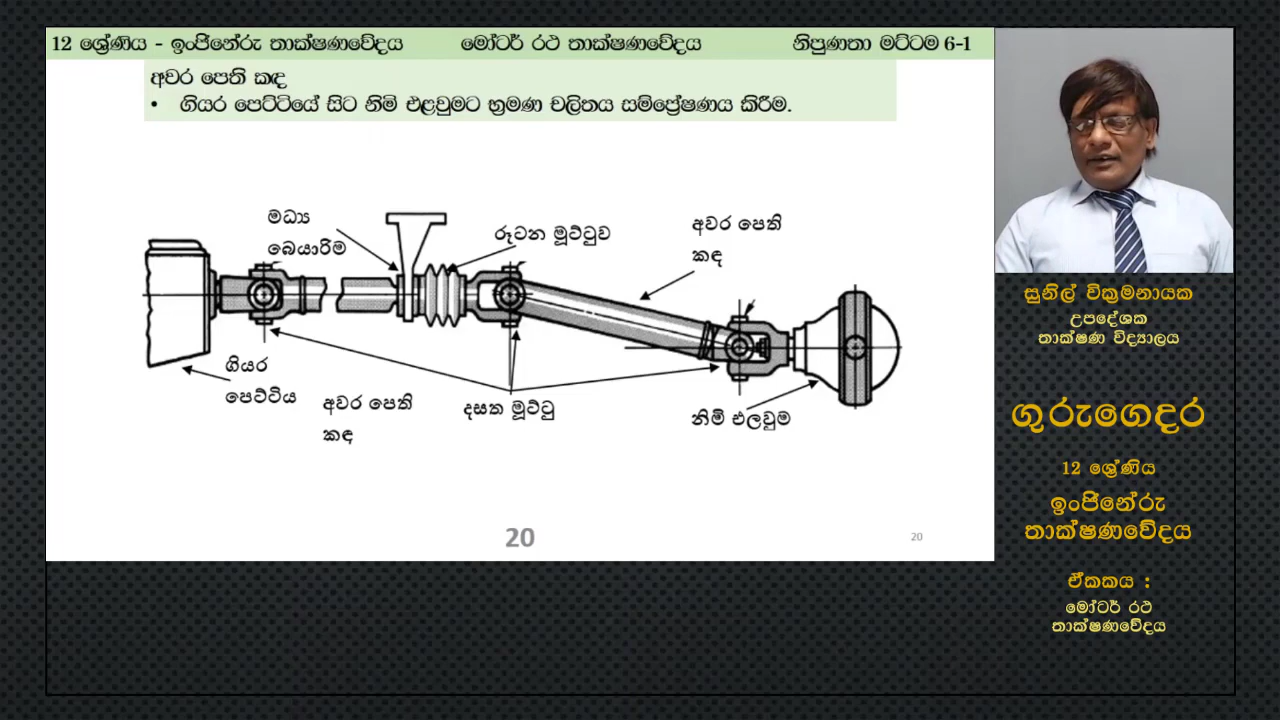 12 ශ්‍රේණිය - ඉංජිනේරු තාක්ෂණවේදය මෝටර් රථ තාක්ෂණවේදය නිපුණතා මට්ටම 6-1
අවර පෙති කඳ
• ගියර පෙට්ටියේ සිට නිම් එළවුමට භ්‍රමණ චලිතය සම්ප්‍රේෂණය කිරීම.
මධ්‍ය
බෙයාරිම
රූටන මූට්ටුව
අවර පෙති
කඳ
ගියර
පෙට්ටිය
අවර පෙති
කඳ
දසත මූට්ටු
නිම් එලවුම
20
20
සුනිල් වික්‍රමනායක
උපදේශක
තාක්ෂණ විද්‍යාලය
ගුරුගෙදර
12 ශ්‍රේණිය
ඉංජිනේරු
තාක්ෂණවේදය
ඒකකය :
මෝටර් රථ
තාක්ෂණවේදය